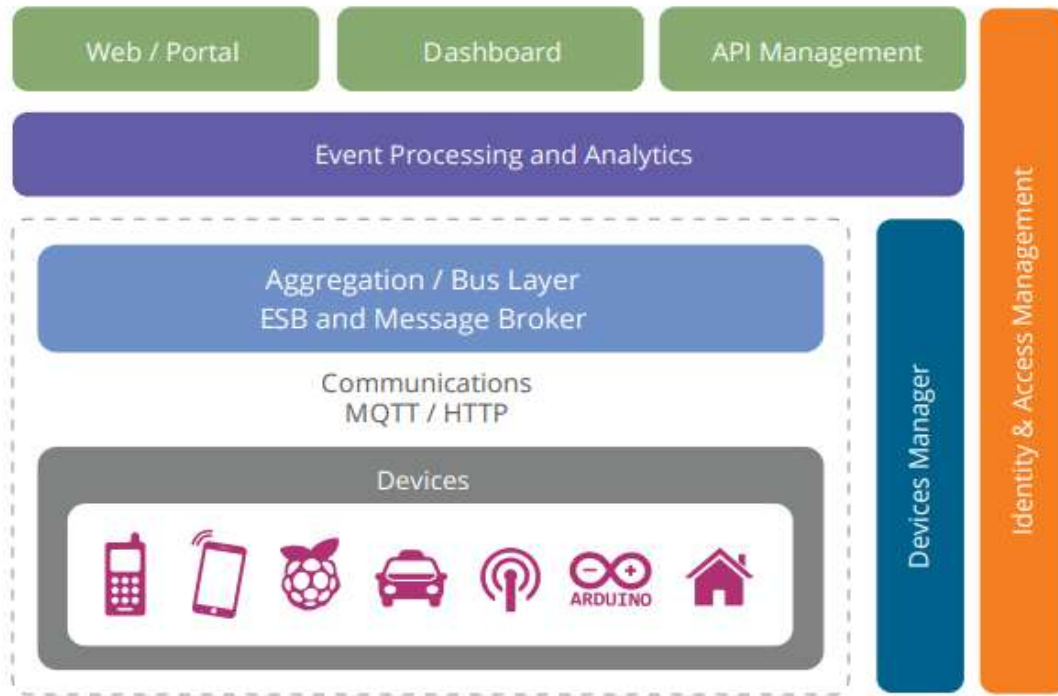 Web / Portal
Dashboard
API Management
Event Processing and Analytics
Aggregation / Bus Layer
ESB and Message Broker
Communications
MQTT / HTTP
Devices
ARDUINO
Devices Manager
Identity & Access Management